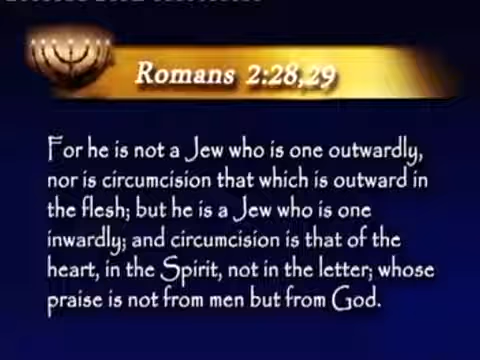 Romans 2:28,29
For he is not a Jew who is one outwardly,
nor is circumcision that which is outward in
the flesh; but he is a Jew who is one
inwardly; and circumcision is that of the
heart, in the Spirit, not in the letter; whose
praise is not from men but from God.